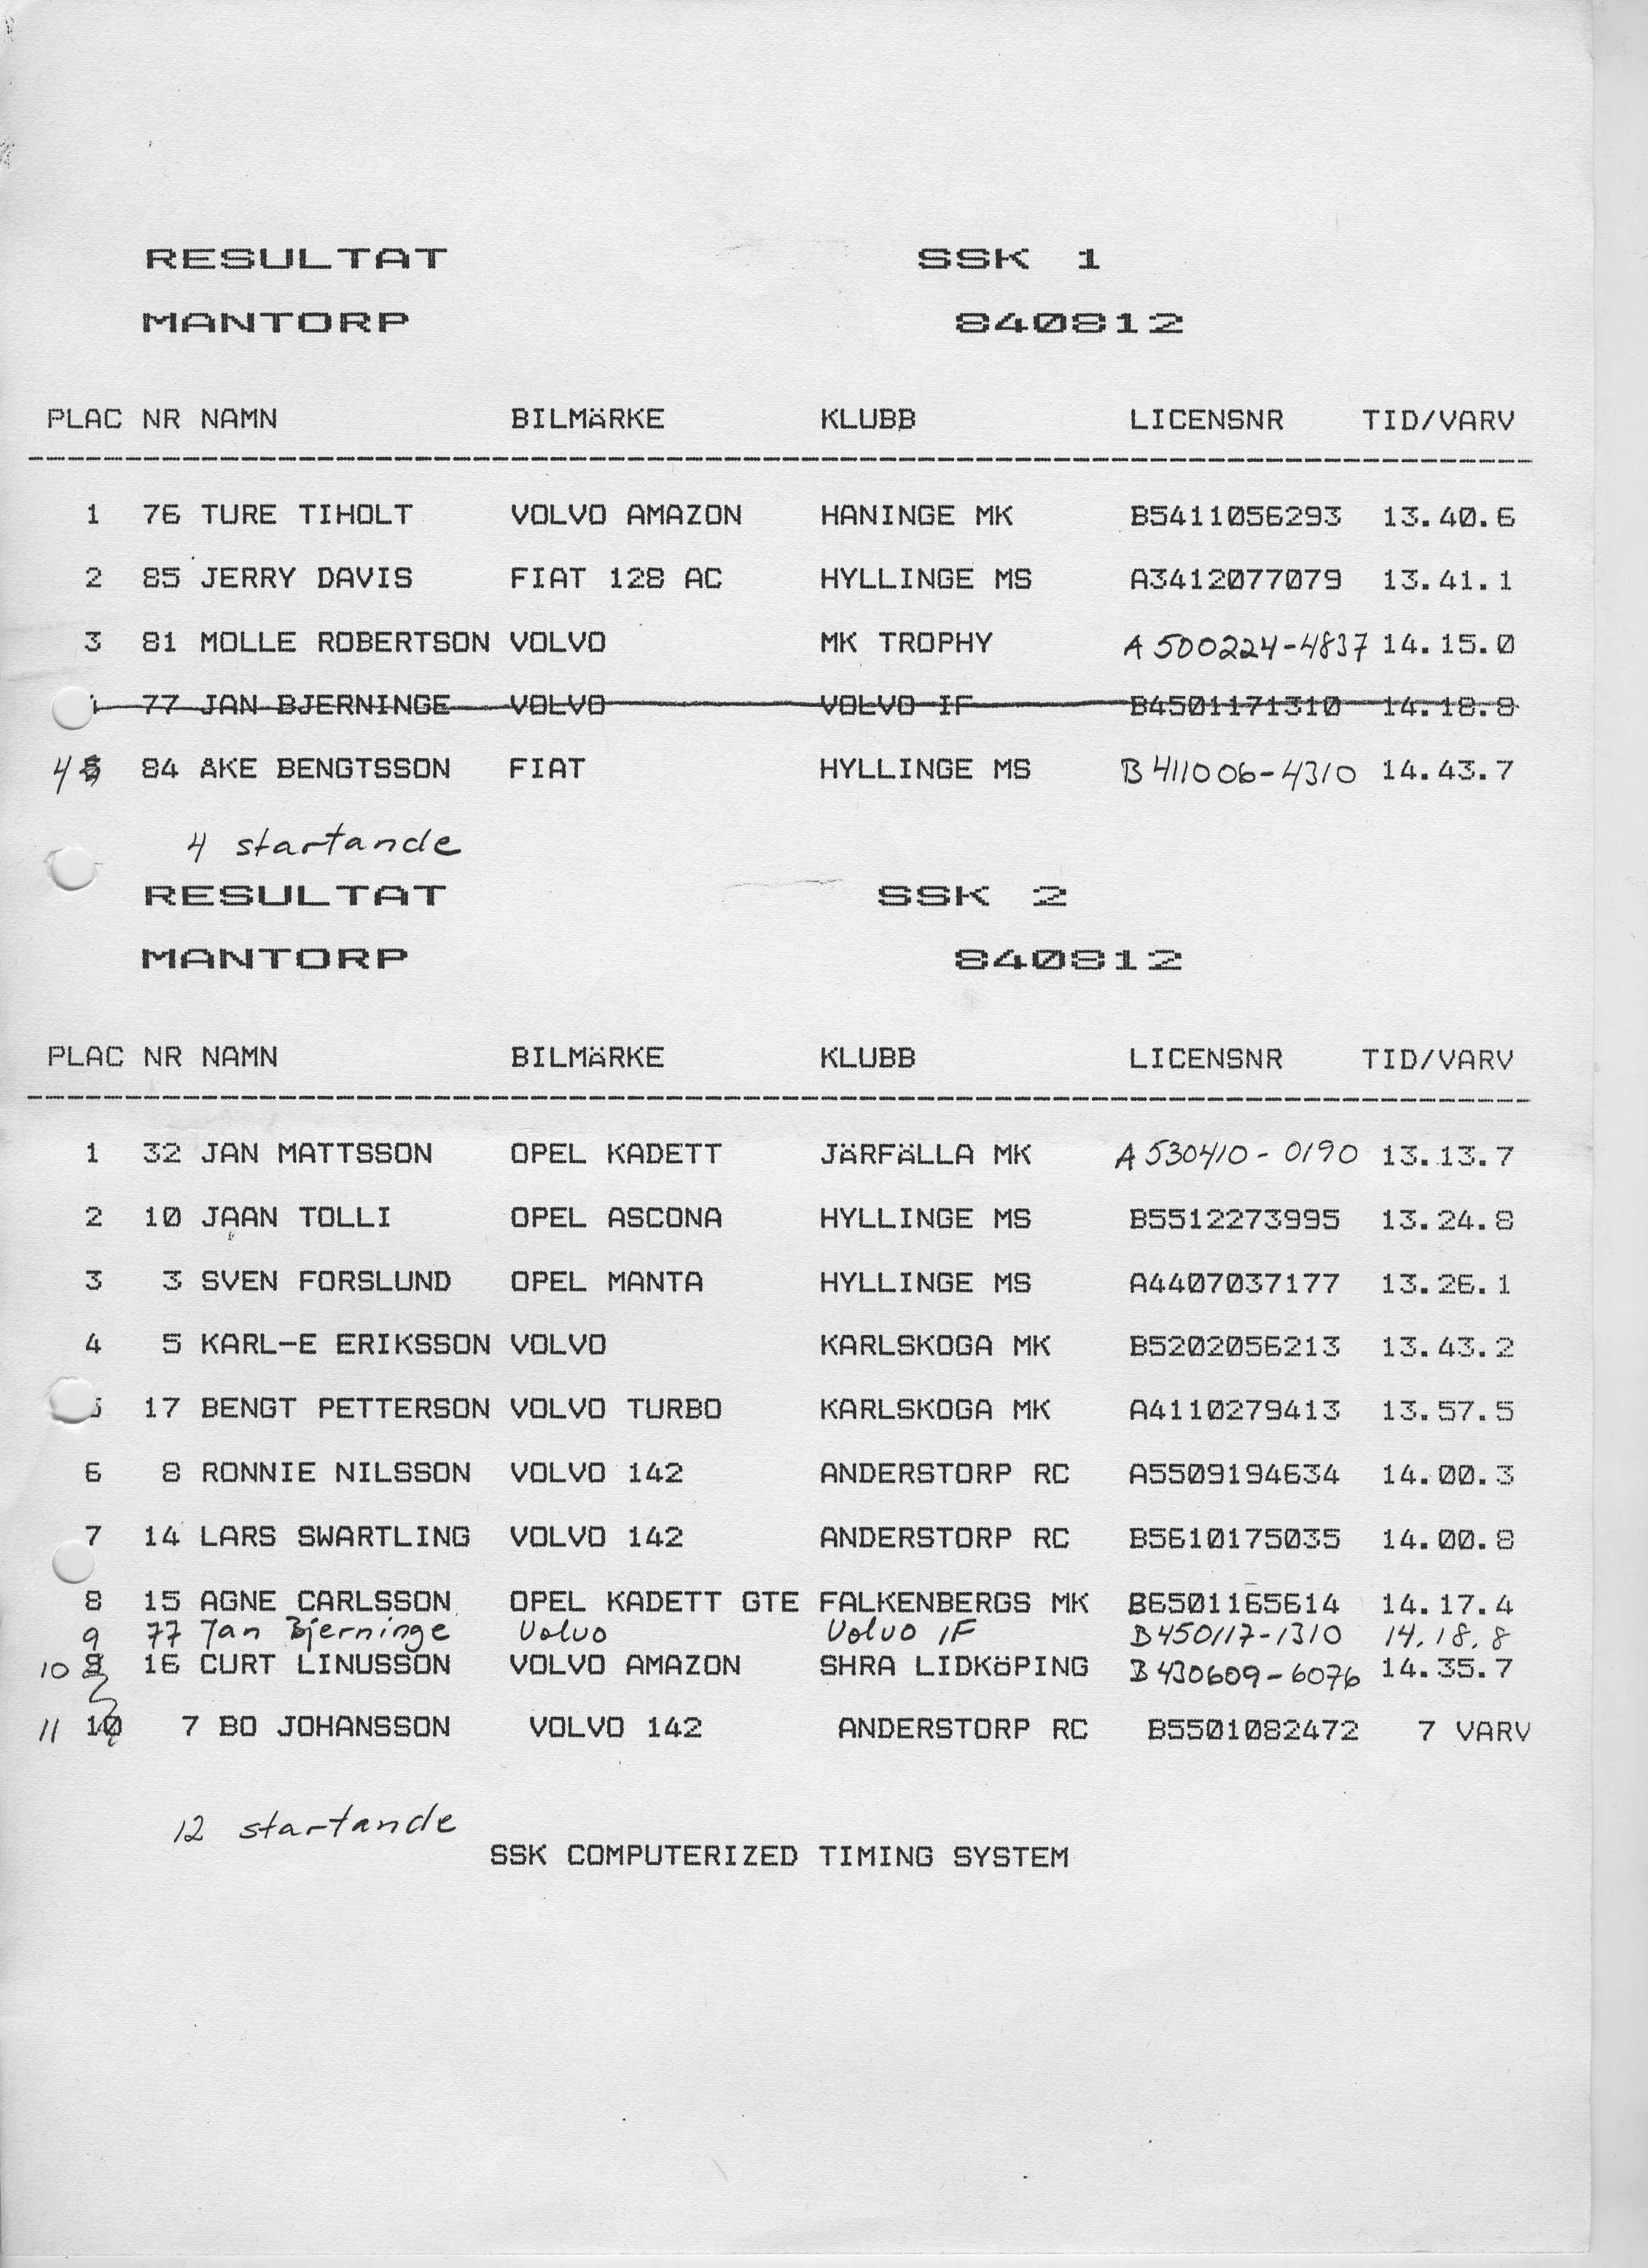 RESULTAT SSK 1
MANTORP 840812
PLAC NR NAMN BILMäRKE KLUBB LICENSNR TID/VARV
1 76 TURE TIHOLT VOLVO AMAZON HANINGE MK B5411056293 13.40.6
2 85 JERRY DAVIS FIAT 128 AC HYLLINGE MS A3412077079 13.41.1
3 81 MOLLE ROBERTSON VOLVO MK TROPHY A 500224-4837 14.15.0
77 JAN BJERNINGE VOLVO VOLVO IF B4501171310 14.18.8
4 5 84 åKE BENGTSSON FIAT HYLLINGE MS B 411006-4310 14.43.7
4 startande
RESULTAT SSK 2
MANTORP 840812
PLAC NR NAMN BILMäRKE KLUBB LICENSNR TID/VARV
1 32 JAN MATTSSON OPEL KADETT JäRFäLLA MK A 530410-0190 13.13.7
2 10 JAAN TOLLI OPEL ASCONA HYLLINGE MS B5512273995 13.24.8
3 3 SVEN FORSLUND OPEL MANTA HYLLINGE MS A4407037177 13.26.1
4 5 KARL-E ERIKSSON VOLVO KARLSKOGA MK B5202056213 13.43.2
5 17 BENGT PETTERSON VOLVO TURBO KARLSKOGA MK A4110279413 13.57.5
6 8 RONNIE NILSSON VOLVO 142 ANDERSTORP RC A5509194634 14.00.3
7 14 LARS SWARTLING VOLVO 142 ANDERSTORP RC B5610175035 14.00.8
8 15 AGNE CARLSSON OPEL KADETT GTE FALKENBERGS MK B6501165614 14.17.4
9 77 Jan Bjerninge Volvo Volvo IF B450117-1310 14.18.8
10 9 16 CURT LINUSSON VOLVO AMAZON SHRA LIDKöPING B 430609-6076 14.35.7
11 10 7 BO JOHANSSON VOLVO 142 ANDERSTORP RC B5501082472 7 VARV
12 startande
SSK COMPUTERIZED TIMING SYSTEM